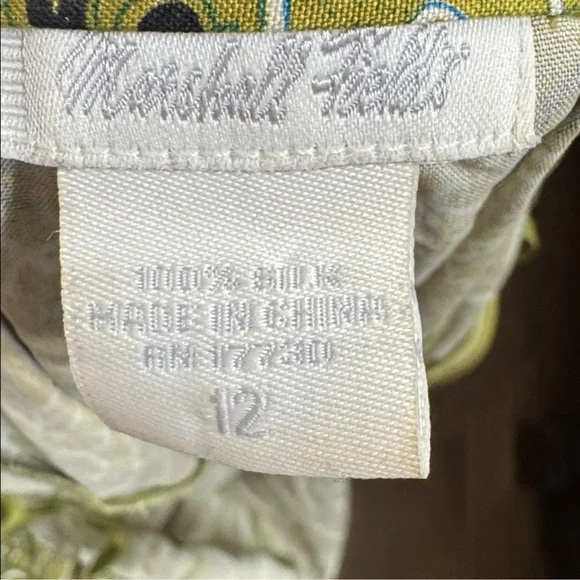 Marshall Field's
100% SILK
MADE IN CHINA
RN 17730
12